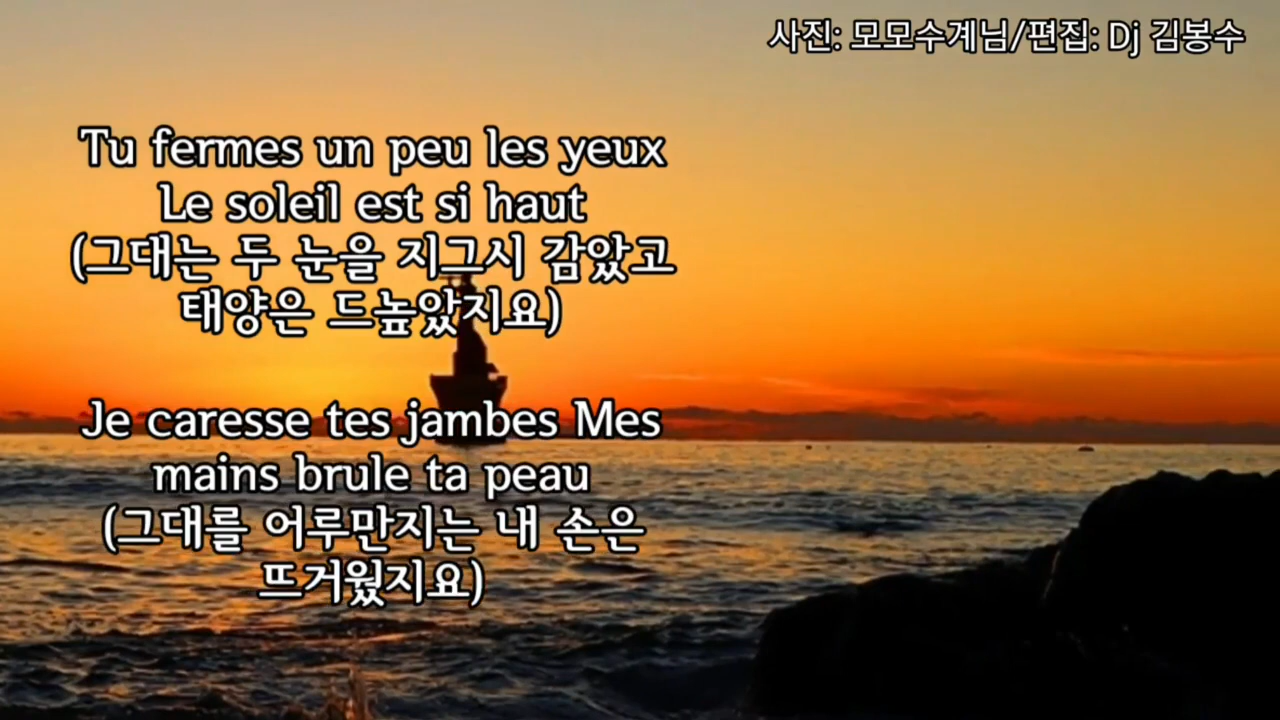 사진: 모모수계님/편집: Dj 김봉수
Tu fermes un peu les yeux
Le soleil est si haut
(그대는 두 눈을 지그시 감았고
태양은 드높았지요)
Je caresse tes jambes Mes
mains brule ta peau
(그대를 어루만지는 내 손은
뜨거웠지요)